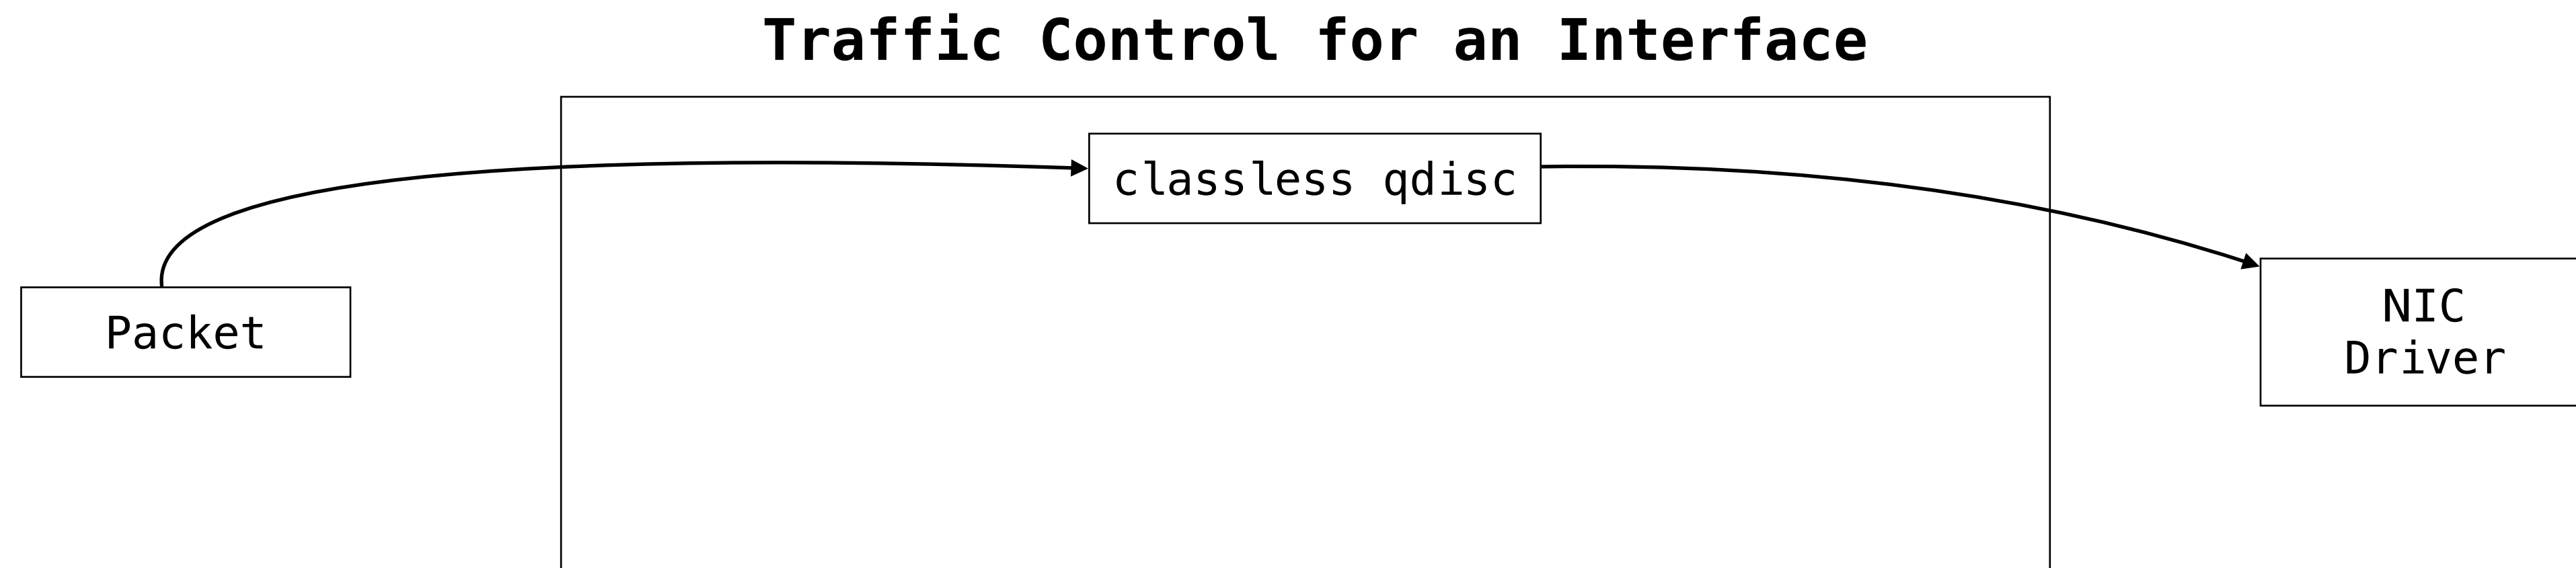 Traffic Control for an Interface
classless qdisc
Packet
NIC
Driver